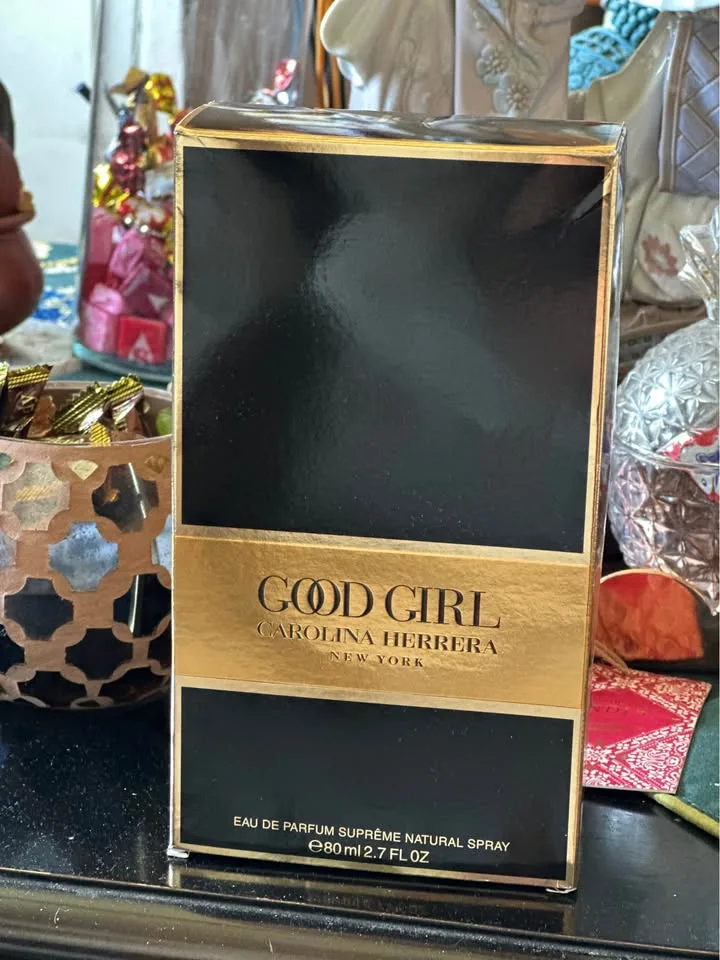 GOOD GIRL
CAROLINA HERRERA
NEW YORK
EAU DE PARFUM SUPRÊME NATURAL SPRAY
℮80 ml 2.7 FL OZ